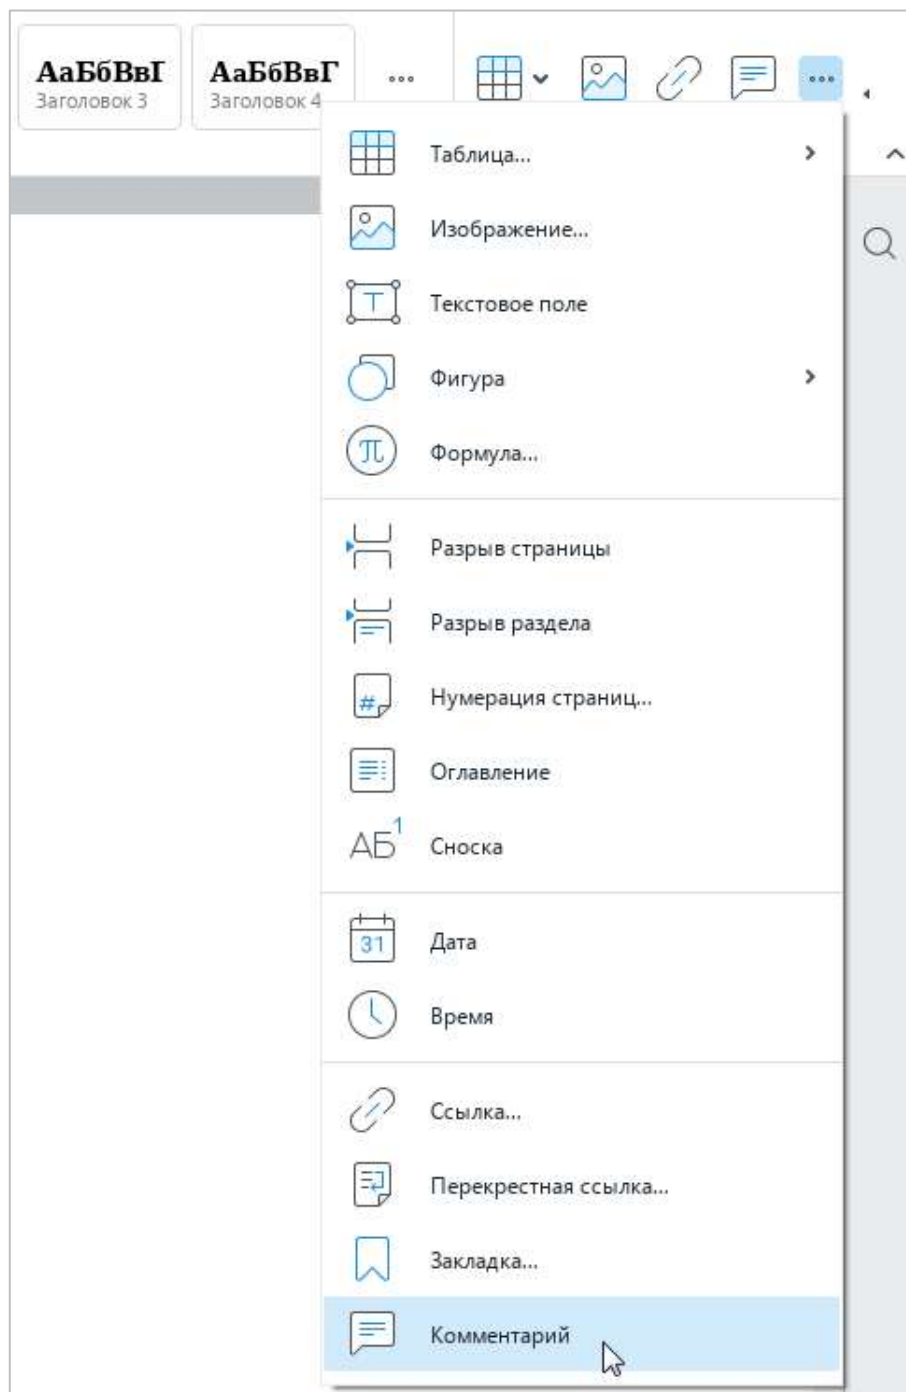 АаБбВвГ АаБбВвГ
Заголовок 3 Заголовок 4
Таблица...
Изображение...
Т Текстовое поле
Фигура
π Формула...
Разрыв страницы
Разрыв раздела
# Нумерация страниц...
Оглавление
АБ¹ Сноска
31 Дата
Время
Ссылка...
Перекрестная ссылка...
Закладка...
Комментарий